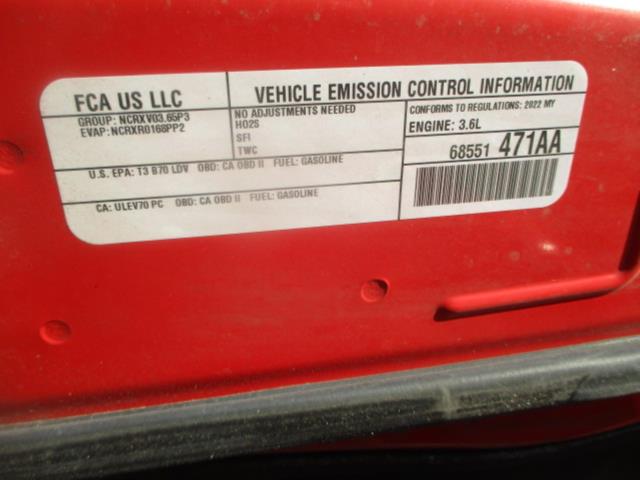 FCA US LLC
VEHICLE EMISSION CONTROL INFORMATION
GROUP: NCRXV03.65P3
EVAP: NCRXR0168PP2
NO ADJUSTMENTS NEEDED
HO2S
SFI
TWC
CONFORMS TO REGULATIONS: 2022 MY
ENGINE: 3.6L
68551 471AA
U.S. EPA: T3 B70 LDV OBD: CA OBD II FUEL: GASOLINE
CA: ULEV70 PC OBD: CA OBD II FUEL: GASOLINE